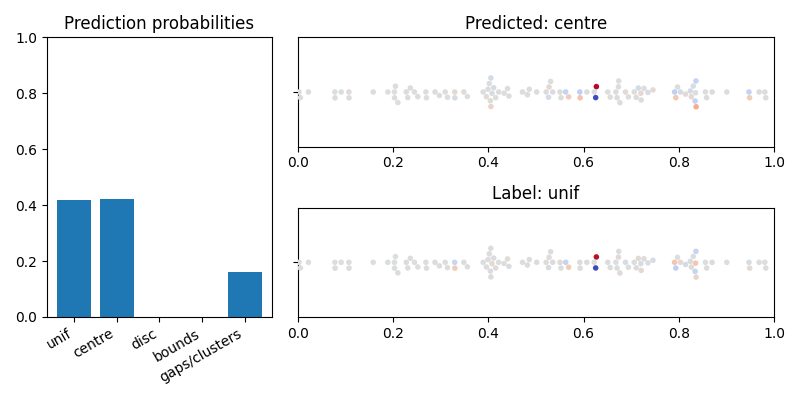 Prediction probabilities
1.0
0.8
0.6
0.4
0.2
0.0
unif
centre
disc
bounds
gaps/clusters
Predicted: centre
0.0 0.2 0.4 0.6 0.8 1.0
Label: unif
0.0 0.2 0.4 0.6 0.8 1.0